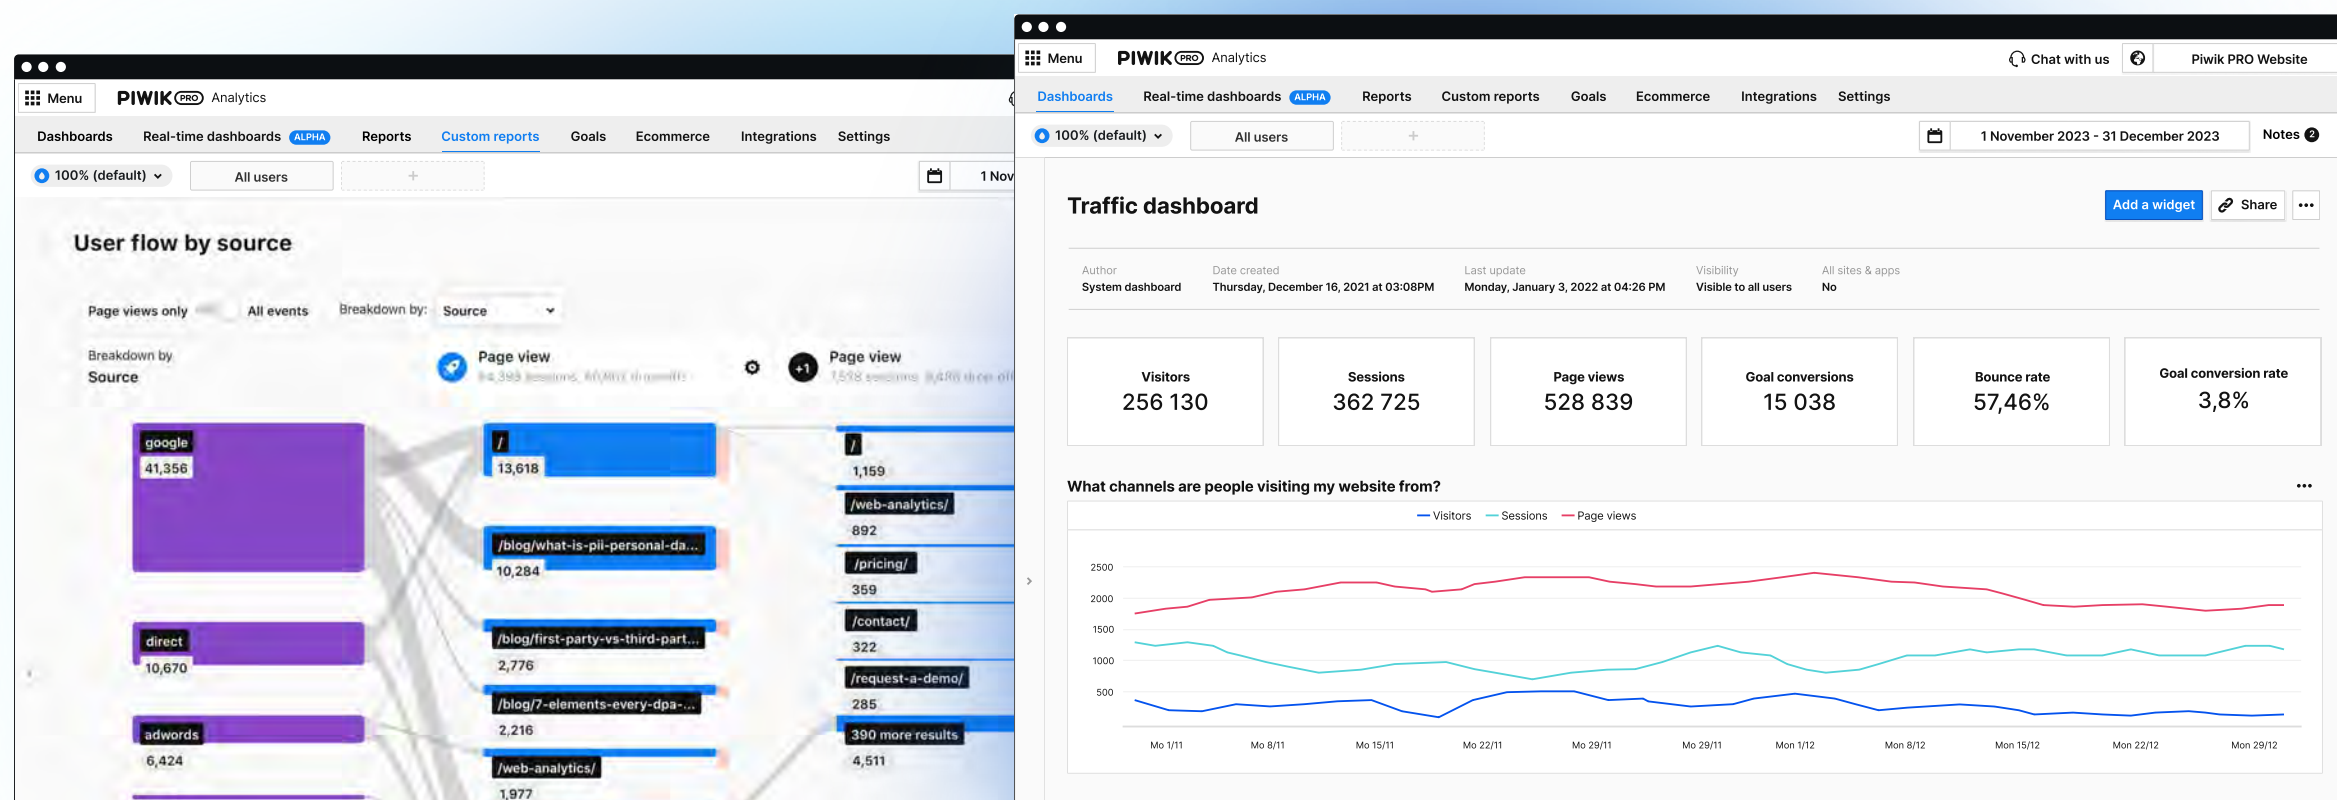 Menu
PIWIK PRO Analytics
Dashboards
Real-time dashboards ALPHA
Reports
Custom reports
Goals
Ecommerce
Integrations
Settings
100% (default)
All users
+
1 Nov
User flow by source
Page views only
All events
Breakdown by:
Source
Breakdown by
Source
Page view
+1
Page view
google
41,356
direct
10,670
adwords
6,424
/
13,618
/blog/what-is-pii-personal-da...
10,284
/blog/first-party-vs-third-part...
2,776
/blog/7-elements-every-dpa-...
2,216
/web-analytics/
1,977
/
1,159
/web-analytics/
892
/pricing/
359
/contact/
322
/request-a-demo/
285
390 more results
4,511
Menu
PIWIK PRO Analytics
Chat with us
Piwik PRO Website
Dashboards
Real-time dashboards ALPHA
Reports
Custom reports
Goals
Ecommerce
Integrations
Settings
100% (default)
All users
+
1 November 2023 - 31 December 2023
Notes 2
Traffic dashboard
Add a widget
Share
Author
System dashboard
Date created
Thursday, December 16, 2021 at 03:08PM
Last update
Monday, January 3, 2022 at 04:26 PM
Visibility
Visible to all users
All sites & apps
No
Visitors
256 130
Sessions
362 725
Page views
528 839
Goal conversions
15 038
Bounce rate
57,46%
Goal conversion rate
3,8%
What channels are people visiting my website from?
Visitors
Sessions
Page views
2500
2000
1500
1000
500
Mo 1/11
Mo 8/11
Mo 15/11
Mo 22/11
Mo 29/11
Mo 29/11
Mon 1/12
Mon 8/12
Mon 15/12
Mon 22/12
Mon 29/12